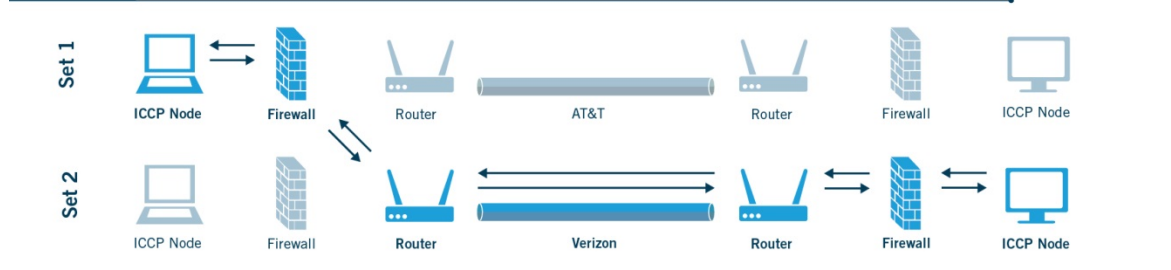 Set 1
ICCP Node Firewall Router AT&T Router Firewall ICCP Node
Set 2
ICCP Node Firewall Router Verizon Router Firewall ICCP Node